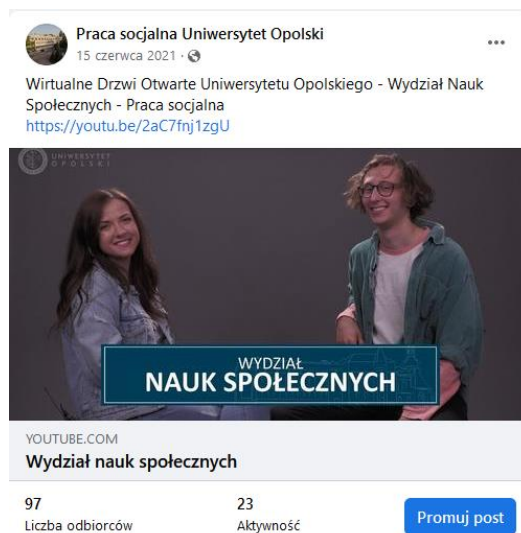 Praca socjalna Uniwersytet Opolski
15 czerwca 2021 ·
Wirtualne Drzwi Otwarte Uniwersytetu Opolskiego - Wydział Nauk
Społecznych - Praca socjalna
https://youtu.be/2aC7fnj1zgU
UNIWERSYTET
OPOLSKI
WYDZIAŁ
NAUK SPOŁECZNYCH
YOUTUBE.COM
Wydział nauk społecznych
97 23
Liczba odbiorców Aktywność Promuj post